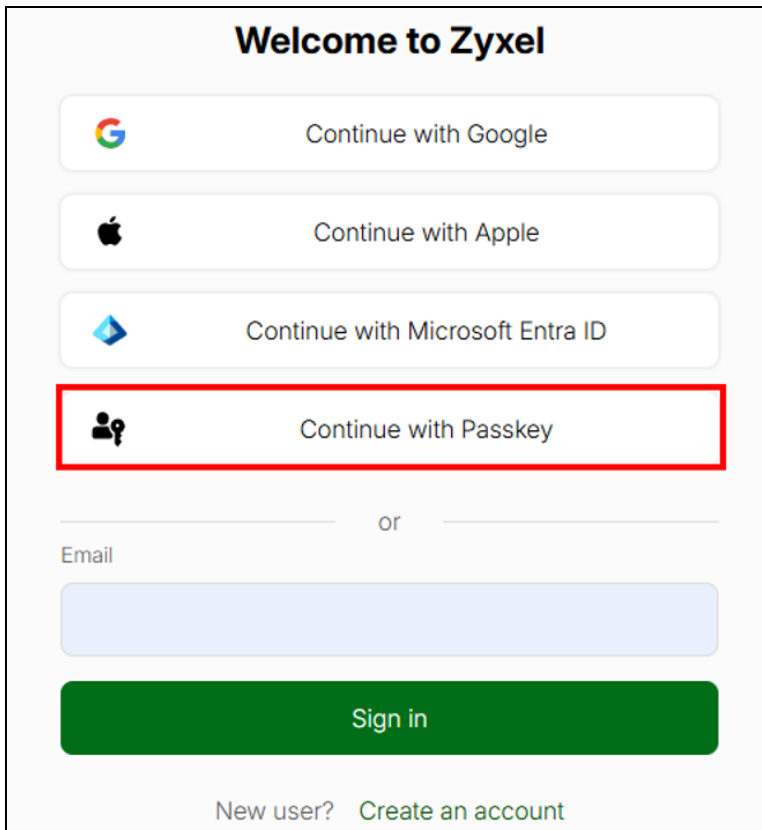 Welcome to Zyxel
Continue with Google
Continue with Apple
Continue with Microsoft Entra ID
Continue with Passkey
or
Email
Sign in
New user? Create an account